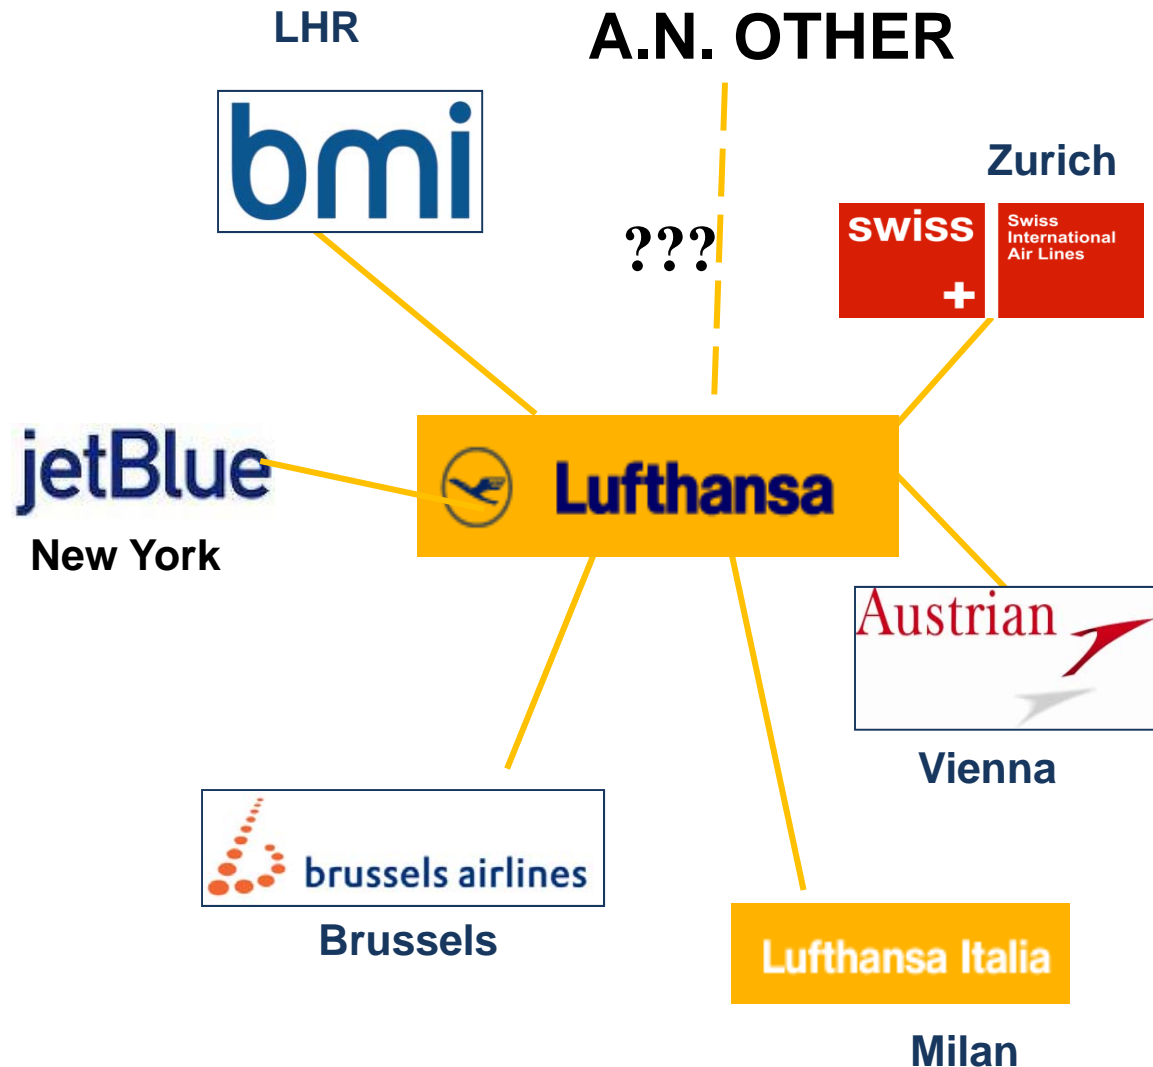 LHR
A.N. OTHER
bmi
Zurich
swiss
Swiss
International
Air Lines
???
jetBlue
New York
Lufthansa
Austrian
Vienna
brussels airlines
Brussels
Lufthansa Italia
Milan